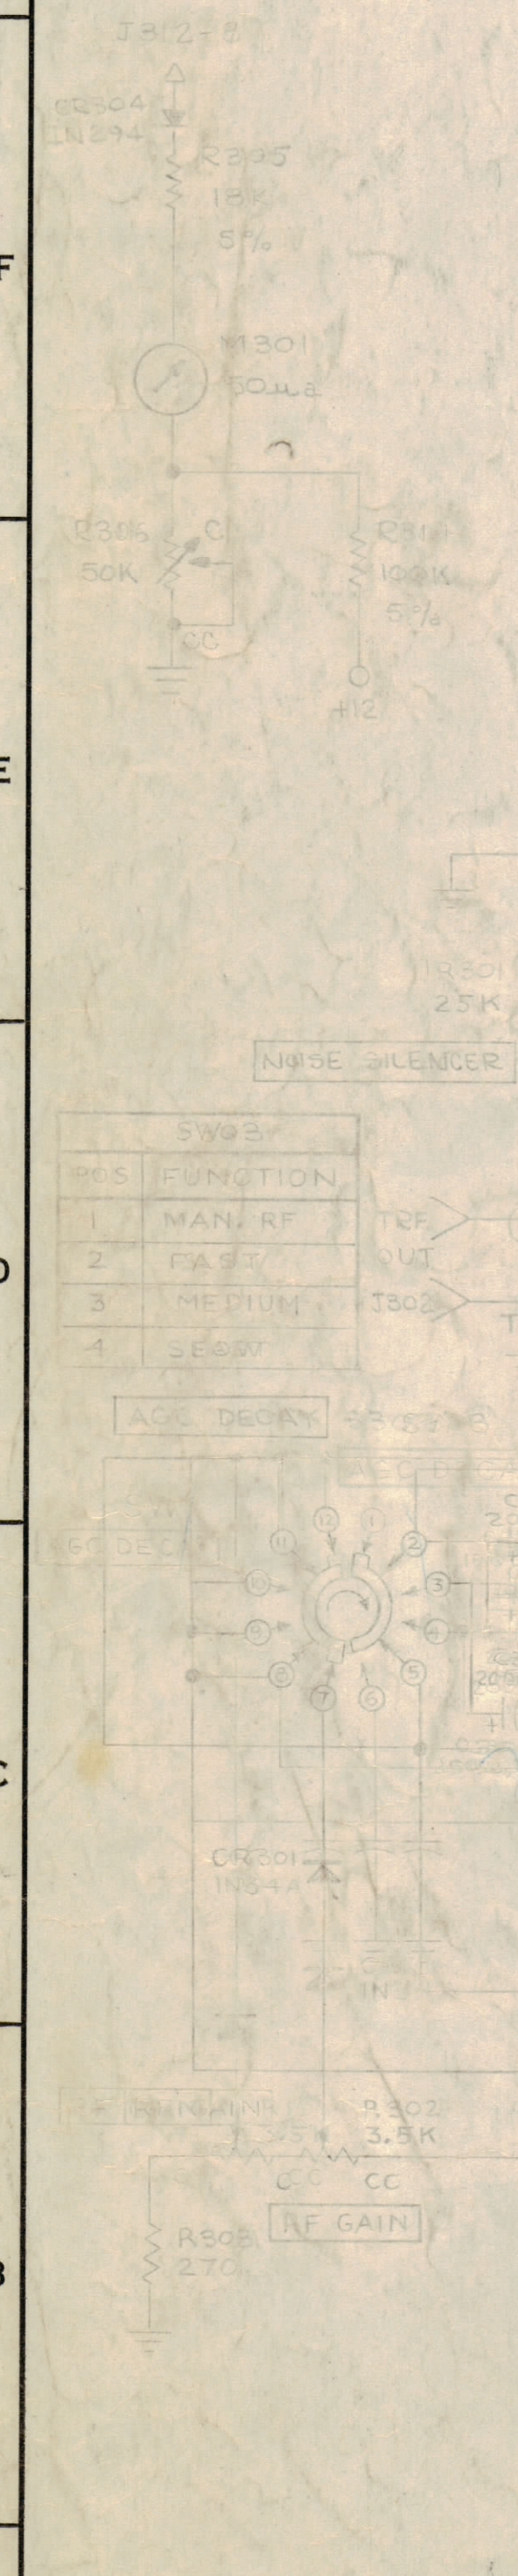 J312-8
CR304
1N294
R305
18K
5%
F
M301
50µa
R306
50K
C
CC
100K
5%
+12
E
R301
25K
NOISE SILENCER
SW03
POS FUNCTION
1 MAN. RF
2 FAST
3 MEDIUM
4 SLOW
TRF
OUT
J302
D
AGC DECAY
AGC DECA
12
1
11
2
10
3
9
4
8
5
7
6
C
CR301
1N34A
IN
R302
3.5K
CC
CC
RF GAIN
R303
270
B